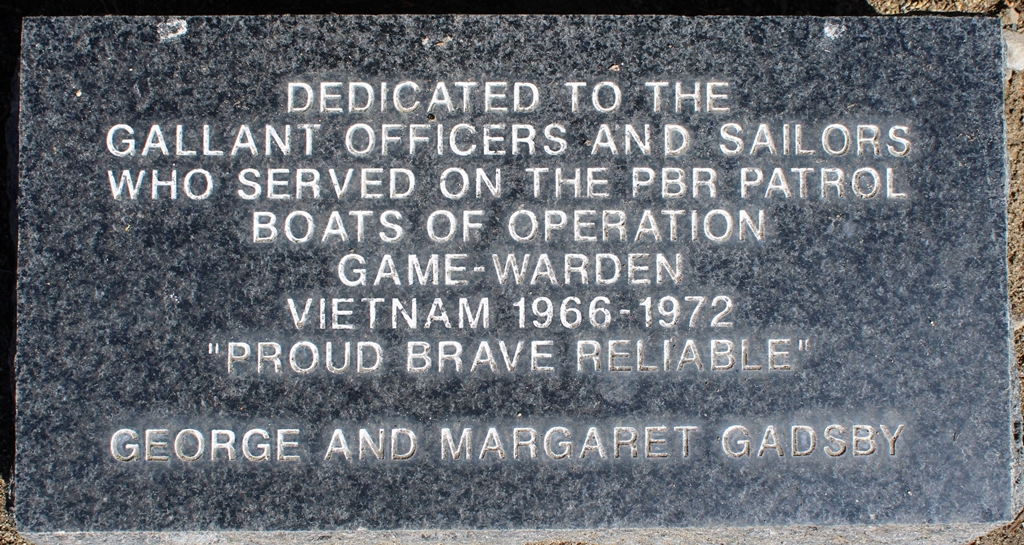 DEDICATED TO THE
GALLANT OFFICERS AND SAILORS
WHO SERVED ON THE PBR PATROL
BOATS OF OPERATION
GAME-WARDEN
VIETNAM 1966-1972
"PROUD BRAVE RELIABLE"
GEORGE AND MARGARET GADSBY